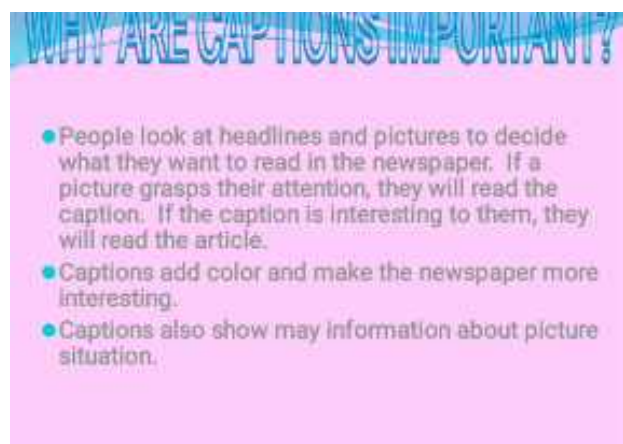 WHY ARE CAPTIONS IMPORTANT?
People look at headlines and pictures to decide
what they want to read in the newspaper. If a
picture grasps their attention, they will read the
caption. If the caption is interesting to them, they
will read the article.
Captions add color and make the newspaper more
interesting.
Captions also show may information about picture
situation.